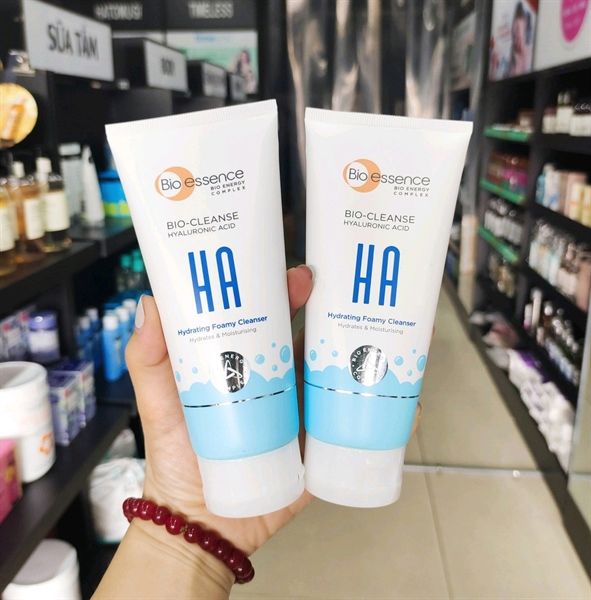 HATOMUGI
TIMELESS
SỮA TẮM
Bio essence
BIO ENERGY
COMPLEX
BIO-CLEANSE
HYALURONIC ACID
HA
Hydrating Foamy Cleanser
Hydrates & Moisturising
Bio essence
BIO ENERGY
COMPLEX
BIO-CLEANSE
HYALURONIC ACID
HA
Hydrating Foamy Cleanser
Hydrates & Moisturising